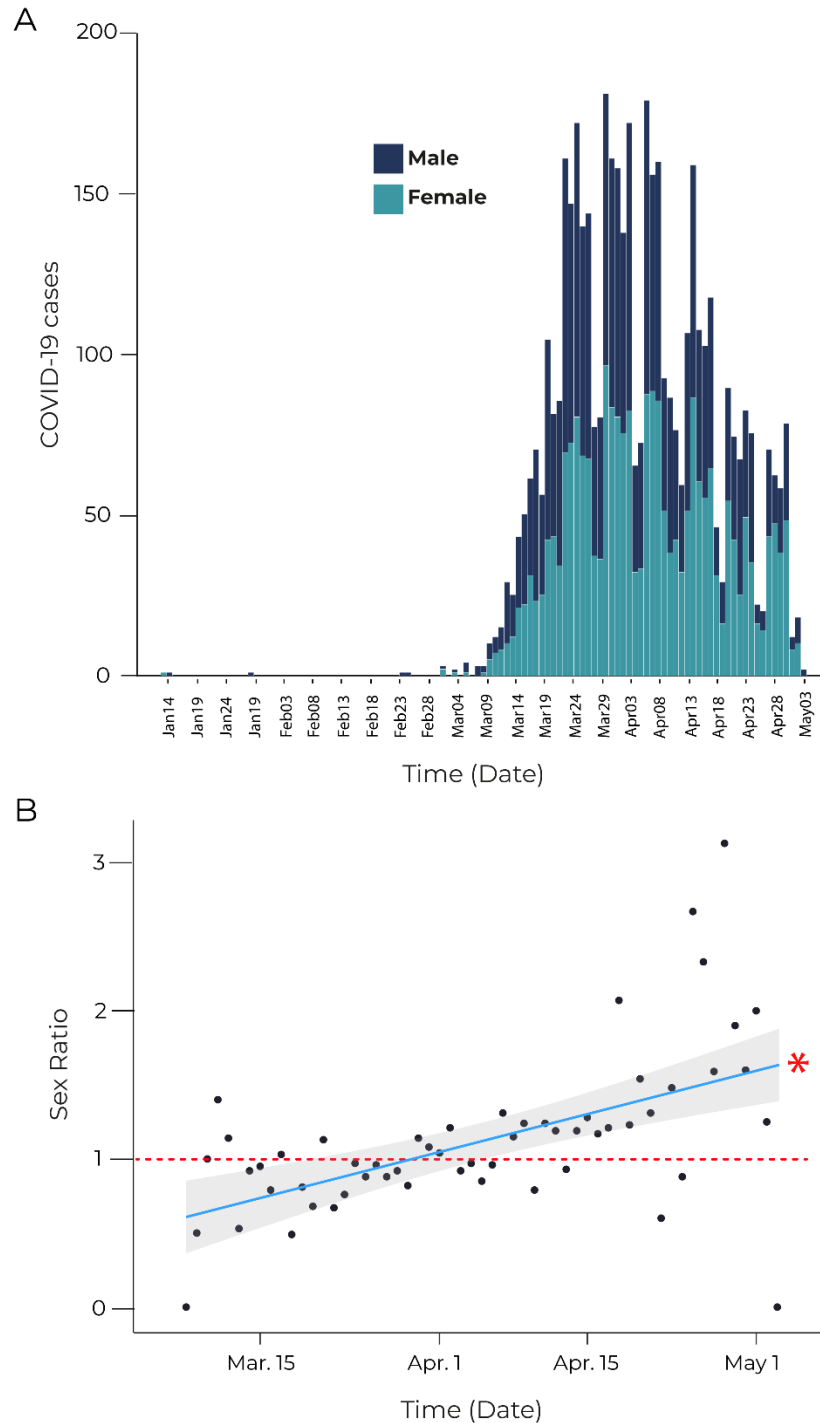 A
200
150
100
50
0
COVID-19 cases
Male
Female
Jan14
Jan19
Jan24
Jan19
Feb03
Feb08
Feb13
Feb18
Feb23
Feb28
Mar04
Mar09
Mar14
Mar19
Mar24
Mar29
Apr03
Apr08
Apr13
Apr18
Apr23
Apr28
May03
Time (Date)
B
3
2
1
0
Sex Ratio
*
Mar. 15
Apr. 1
Apr. 15
May 1
Time (Date)